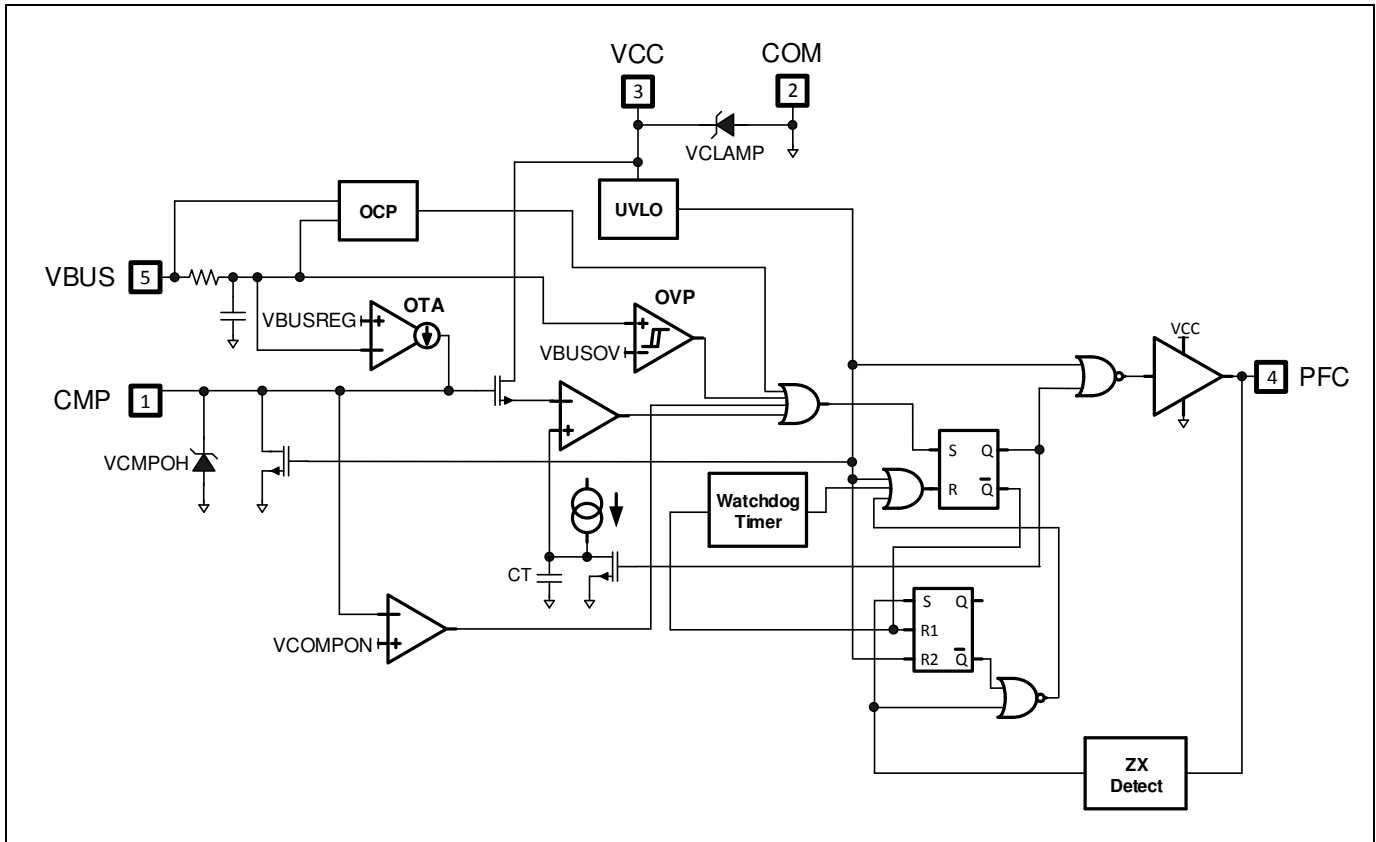 VCC
COM
3
2
VCLAMP
OCP
UVLO
VBUS
5
OTA
VBUSREG
+
−
OVP
+
VBUSOV
−
VCC
CMP
1
4
PFC
−
+
VCMPOH
S Q
R Q
Watchdog
Timer
CT
S Q
R1
R2 Q
−
VCOMPON
+
ZX
Detect